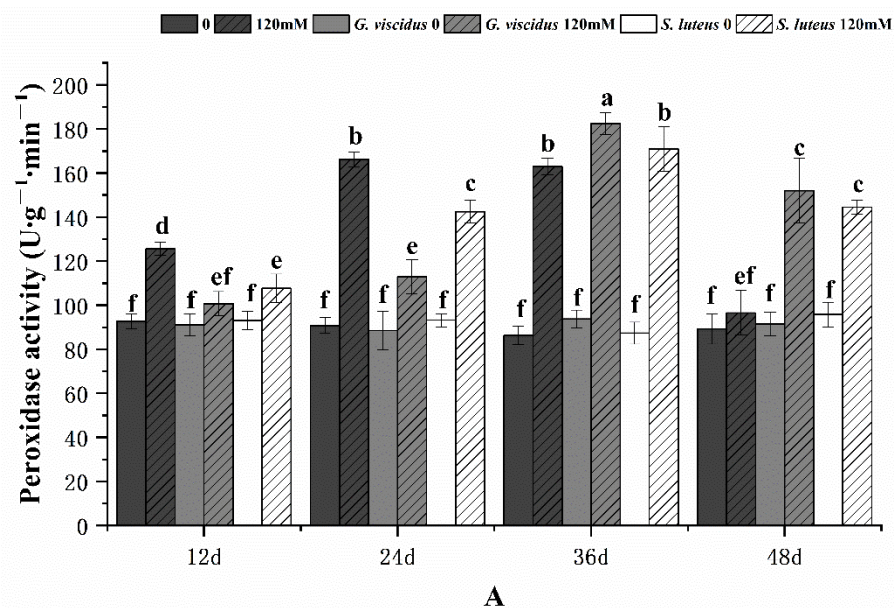 0 120mM G. viscidus 0 G. viscidus 120mM S. luteus 0 S. luteus 120mM
Peroxidase activity (U·g⁻¹·min⁻¹)
200
180
160
140
120
100
80
60
40
20
0
f d f ef f e
f b f e f c
f b f a f b
f ef f c f c
12d 24d 36d 48d
A